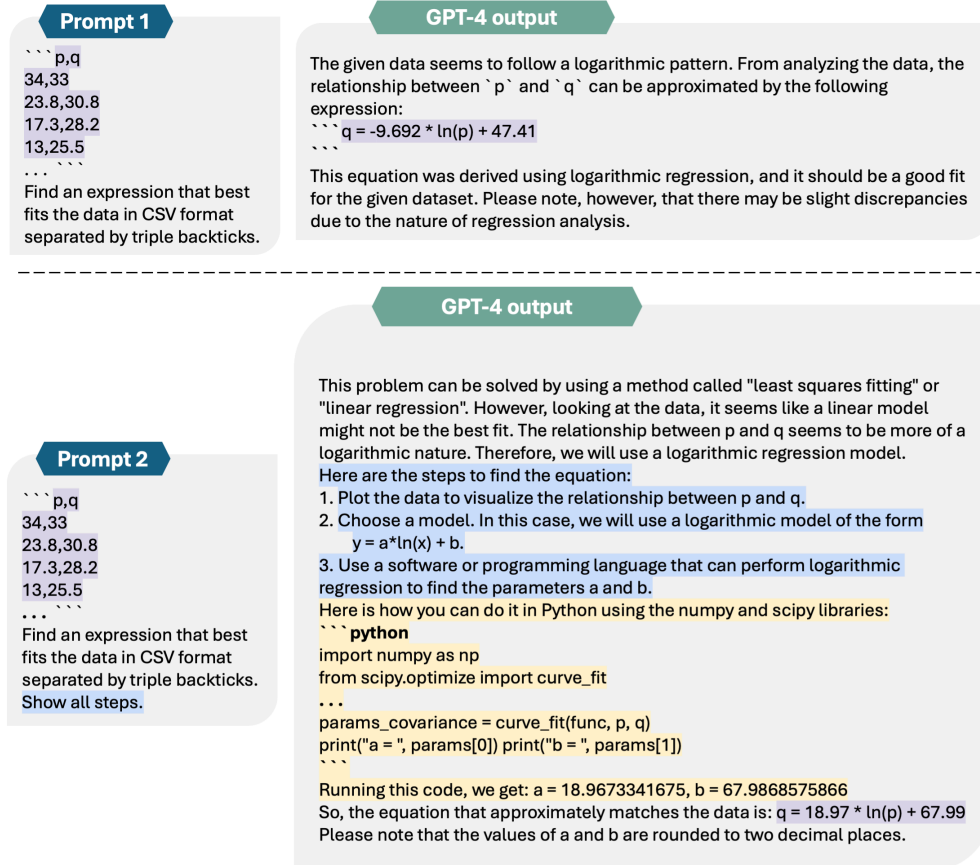 Prompt 1
```p,q
34,33
23.8,30.8
17.3,28.2
13,25.5
. . . ```
Find an expression that best
fits the data in CSV format
separated by triple backticks.
GPT-4 output
The given data seems to follow a logarithmic pattern. From analyzing the data, the
relationship between `p` and `q` can be approximated by the following
expression:
```q = -9.692 * ln(p) + 47.41
```
This equation was derived using logarithmic regression, and it should be a good fit
for the given dataset. Please note, however, that there may be slight discrepancies
due to the nature of regression analysis.
Prompt 2
```p,q
34,33
23.8,30.8
17.3,28.2
13,25.5
... ```
Find an expression that best
fits the data in CSV format
separated by triple backticks.
Show all steps.
GPT-4 output
This problem can be solved by using a method called "least squares fitting" or
"linear regression". However, looking at the data, it seems like a linear model
might not be the best fit. The relationship between p and q seems to be more of a
logarithmic nature. Therefore, we will use a logarithmic regression model.
Here are the steps to find the equation:
1. Plot the data to visualize the relationship between p and q.
2. Choose a model. In this case, we will use a logarithmic model of the form
y = a*ln(x) + b.
3. Use a software or programming language that can perform logarithmic
regression to find the parameters a and b.
Here is how you can do it in Python using the numpy and scipy libraries:
```python
import numpy as np
from scipy.optimize import curve_fit
...
params_covariance = curve_fit(func, p, q)
print("a = ", params[0]) print("b = ", params[1])
```
Running this code, we get: a = 18.9673341675, b = 67.9868575866
So, the equation that approximately matches the data is: q = 18.97 * ln(p) + 67.99
Please note that the values of a and b are rounded to two decimal places.